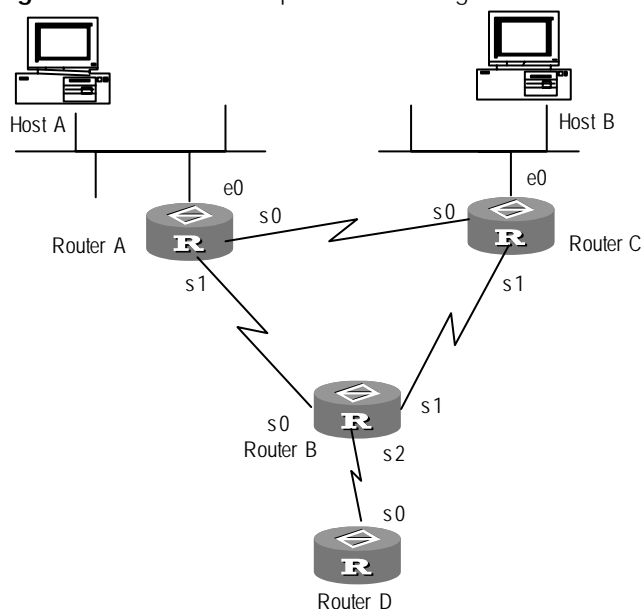 Host A
Host B
e0
e0
s0
s0
Router A
Router C
s1
s1
s0
s1
Router B
s2
s0
Router D
R
R
R
R